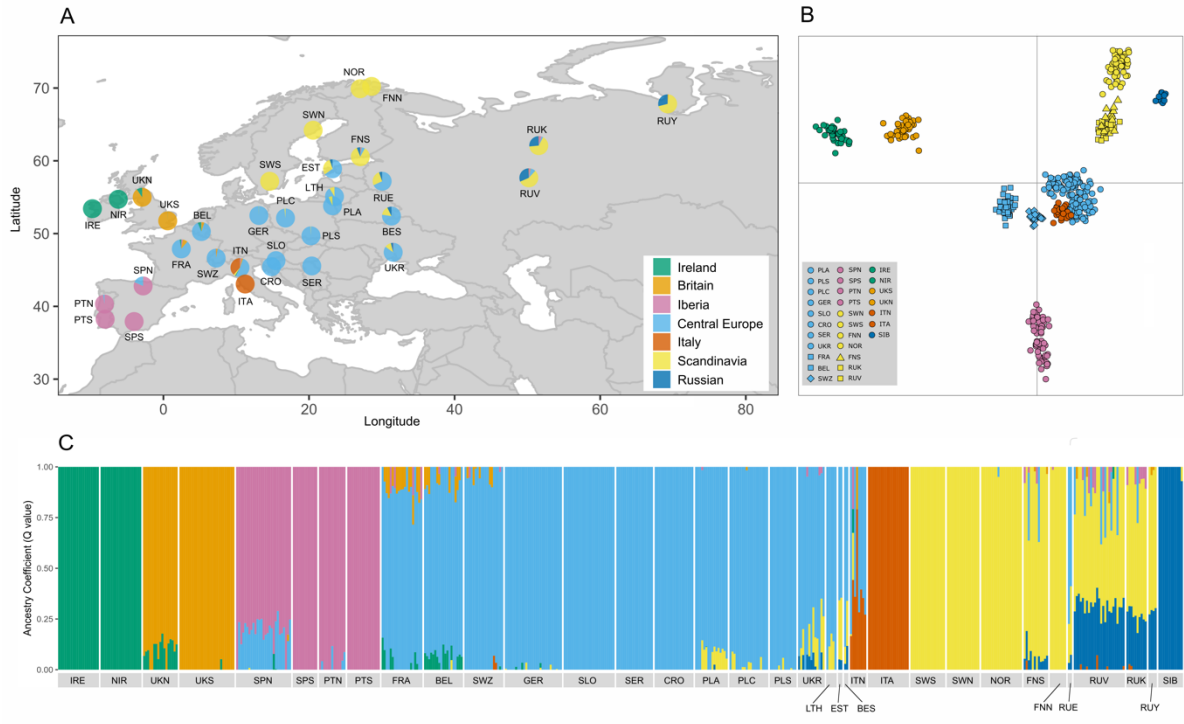 A
B
NOR
FNN
SWN
FNS
EST
SWS
LTH
UKN
NIR
IRE
UKS
BEL
PLC
GER
PLA
RUE
BES
PLS
UKR
FRA
SWZ
ITN
SLO
CRO
SER
ITA
SPN
PTN
PTS
SPS
RUK
RUV
RUY
70
60
50
40
30
Latitude
0
20
40
60
80
Longitude
Ireland
Britain
Iberia
Central Europe
Italy
Scandinavia
Russian
PLA SPN IRE
PLS SPS NIR
PLC PTN UKS
GER PTS UKN
SLO SWN ITN
CRO SWS ITA
SER FNN SIB
UKR NOR
FRA FNS
BEL RUK
SWZ RUV
C
Ancestry Coefficient (Q value)
1.00
0.75
0.50
0.25
0.00
IRE NIR UKN UKS SPN SPS PTN PTS FRA BEL SWZ GER SLO SER CRO PLA PLC PLS UKR ITN ITA SWS SWN NOR FNS RUV RUK SIB
LTH EST BES FNN RUE RUY